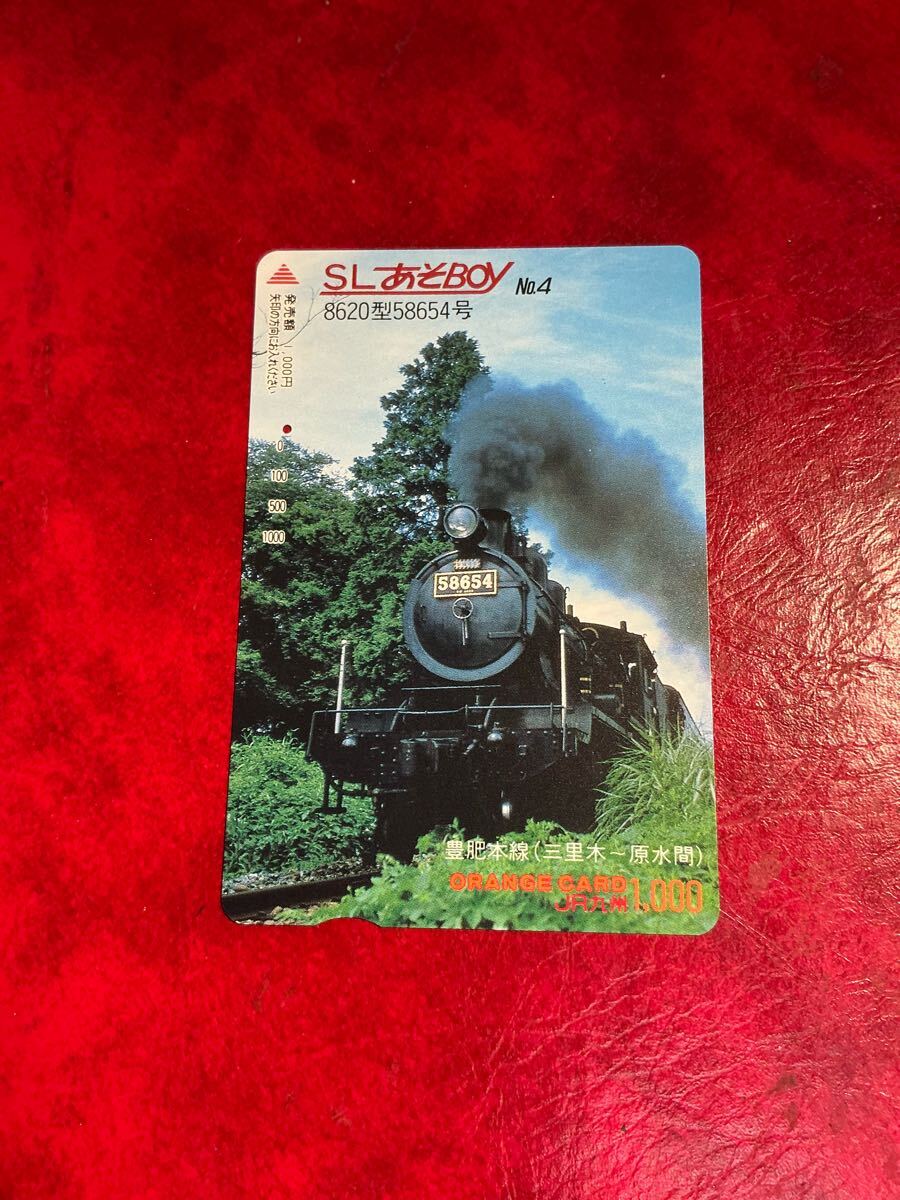 SLあそBOY No.4
8620型58654号
発売額 1,000円
矢印の方向にお入れください
0
100
500
1000
58654
豊肥本線(三里木~原水間)
ORANGE CARD
JR九州 1,000